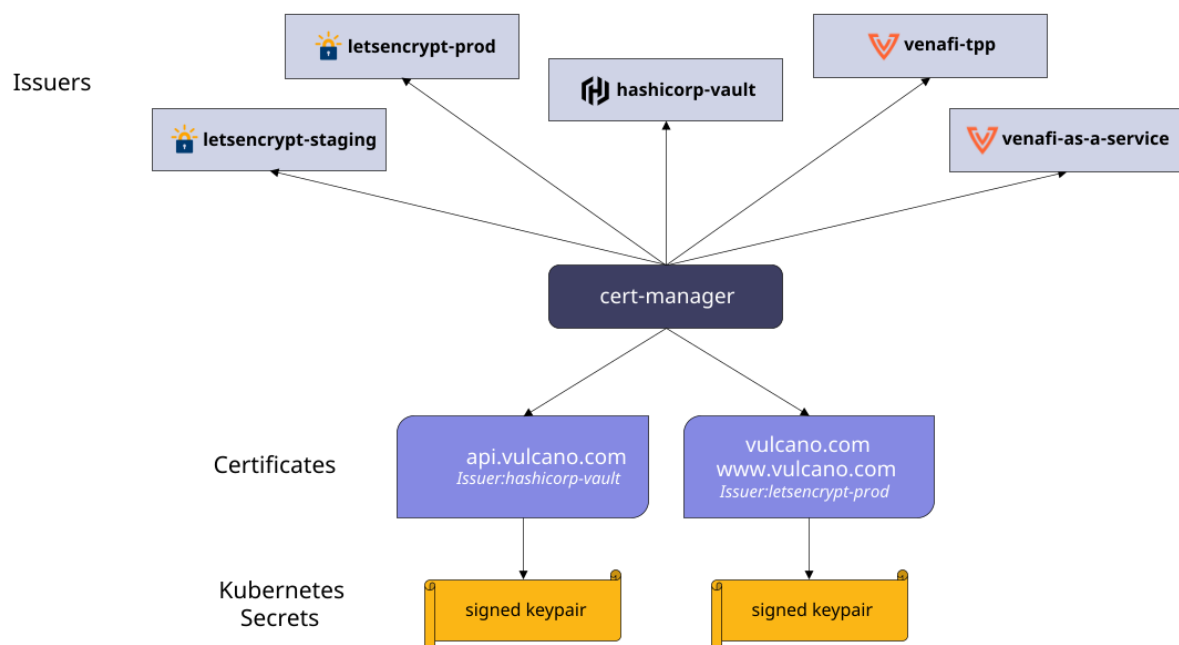 letsencrypt-prod
venafi-tpp
Issuers
hashicorp-vault
letsencrypt-staging
venafi-as-a-service
cert-manager
Certificates
api.vulcano.com
Issuer:hashicorp-vault
vulcano.com
www.vulcano.com
Issuer:letsencrypt-prod
Kubernetes
Secrets
signed keypair
signed keypair